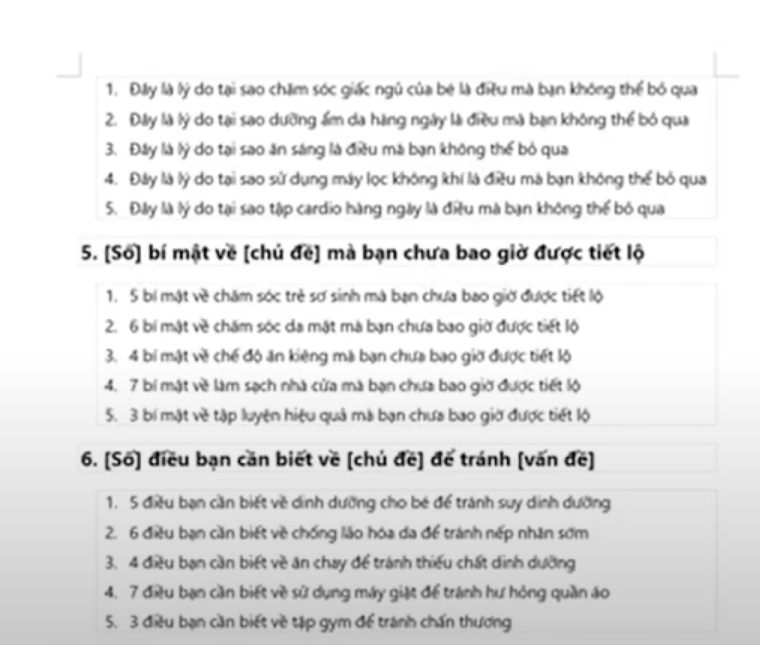 1. Đây là lý do tại sao chăm sóc giấc ngủ của bé là điều mà bạn không thể bỏ qua
2. Đây là lý do tại sao dưỡng ẩm da hàng ngày là điều mà bạn không thể bỏ qua
3. Đây là lý do tại sao ăn sáng là điều mà bạn không thể bỏ qua
4. Đây là lý do tại sao sử dụng máy lọc không khí là điều mà bạn không thể bỏ qua
5. Đây là lý do tại sao tập cardio hàng ngày là điều mà bạn không thể bỏ qua
5. [Số] bí mật về [chủ đề] mà bạn chưa bao giờ được tiết lộ
1. 5 bí mật về chăm sóc trẻ sơ sinh mà bạn chưa bao giờ được tiết lộ
2. 6 bí mật về chăm sóc da mặt mà bạn chưa bao giờ được tiết lộ
3. 4 bí mật về chế độ ăn kiêng mà bạn chưa bao giờ được tiết lộ
4. 7 bí mật về làm sạch nhà cửa mà bạn chưa bao giờ được tiết lộ
5. 3 bí mật về tập luyện hiệu quả mà bạn chưa bao giờ được tiết lộ
6. [Số] điều bạn cần biết về [chủ đề] để tránh [vấn đề]
1. 5 điều bạn cần biết về dinh dưỡng cho bé để tránh suy dinh dưỡng
2. 6 điều bạn cần biết về chống lão hóa da để tránh nếp nhăn sớm
3. 4 điều bạn cần biết về ăn chay để tránh thiếu chất dinh dưỡng
4. 7 điều bạn cần biết về sử dụng máy giặt để tránh hư hỏng quần áo
5. 3 điều bạn cần biết về tập gym để tránh chấn thương